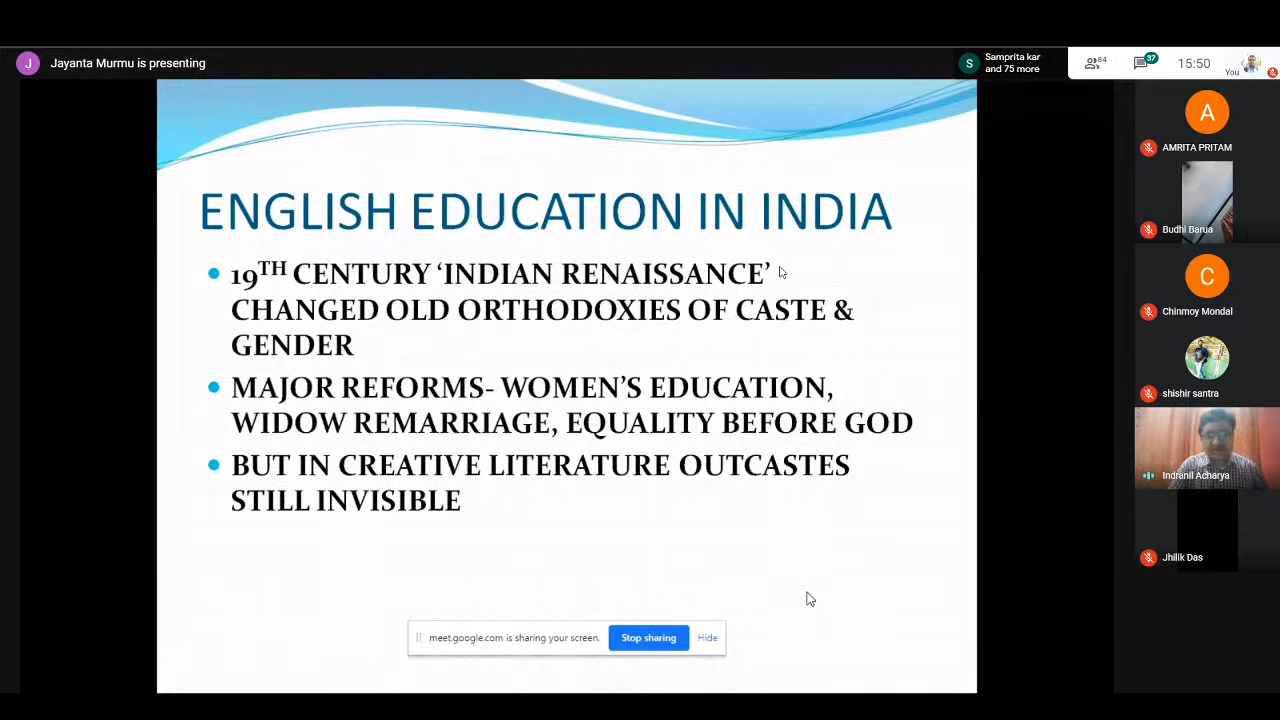 J Jayanta Murmu is presenting
S Samprita kar
and 75 more
84
37
15:50
You
ENGLISH EDUCATION IN INDIA
• 19TH CENTURY ‘INDIAN RENAISSANCE’
CHANGED OLD ORTHODOXIES OF CASTE &
GENDER
• MAJOR REFORMS- WOMEN’S EDUCATION,
WIDOW REMARRIAGE, EQUALITY BEFORE GOD
• BUT IN CREATIVE LITERATURE OUTCASTES
STILL INVISIBLE
meet.google.com is sharing your screen. Stop sharing Hide
A
AMRITA PRITAM
Budhi Barua
C
Chinmoy Mondal
shishir santra
Indranil Acharya
Jhilik Das